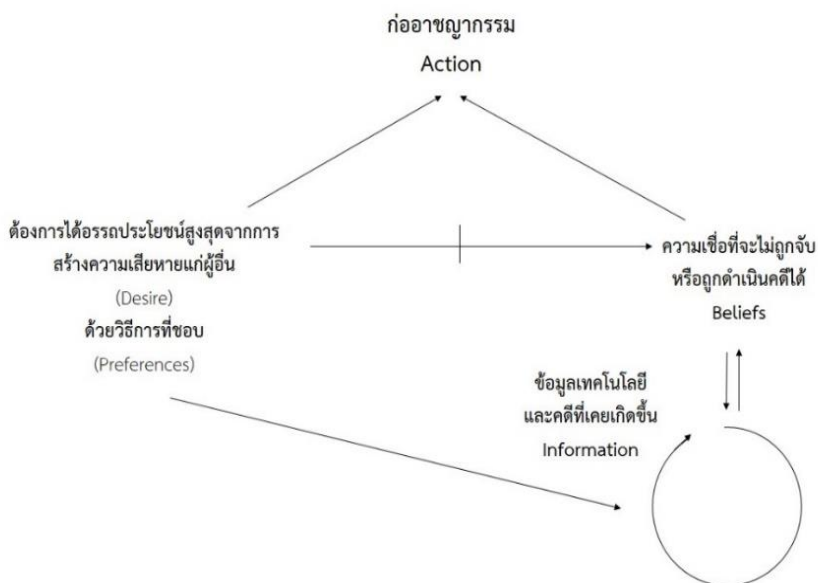 ก่ออาชญากรรม
Action
ต้องการได้อรรถประโยชน์สูงสุดจากการ
สร้างความเสียหายแก่ผู้อื่น
(Desire)
ด้วยวิธีการที่ชอบ
(Preferences)
ความเชื่อที่จะไม่ถูกจับ
หรือถูกดำเนินคดีได้
Beliefs
ข้อมูลเทคโนโลยี
และคดีที่เคยเกิดขึ้น
Information